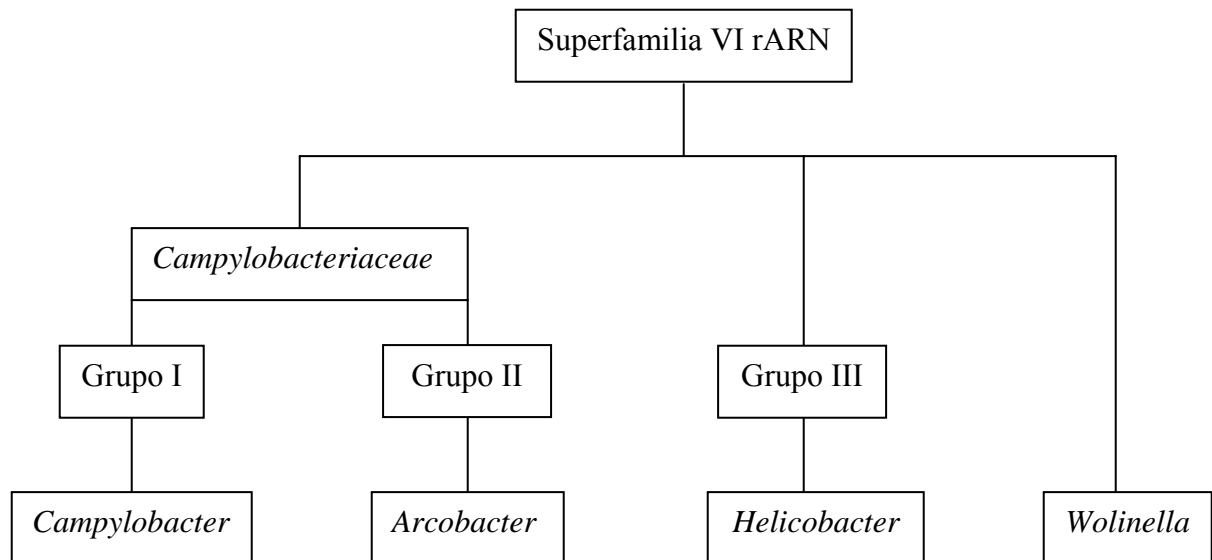 Superfamilia VI rARN
Campylobacteriaceae
Grupo I
Grupo II
Grupo III
Campylobacter
Arcobacter
Helicobacter
Wolinella